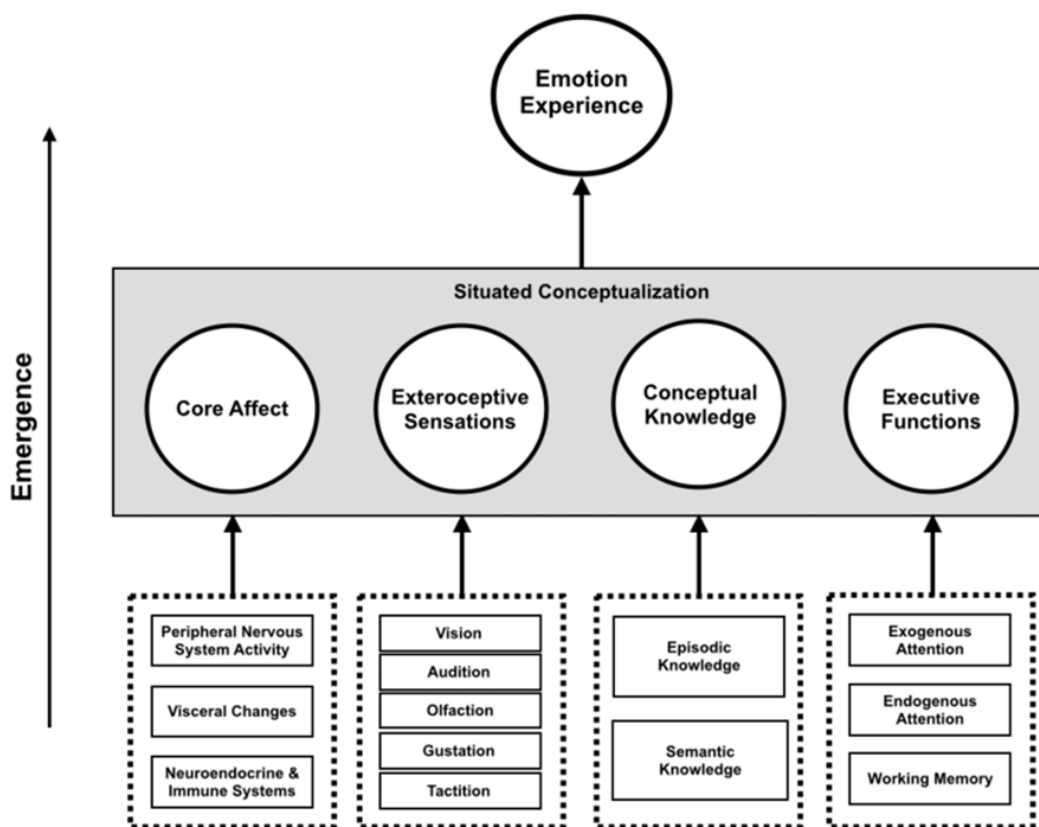 Emotion
Experience
Emergence
Situated Conceptualization
Core Affect
Exteroceptive
Sensations
Conceptual
Knowledge
Executive
Functions
Peripheral Nervous
System Activity
Visceral Changes
Neuroendocrine &
Immune Systems
Vision
Audition
Olfaction
Gustation
Tactition
Episodic
Knowledge
Semantic
Knowledge
Exogenous
Attention
Endogenous
Attention
Working Memory